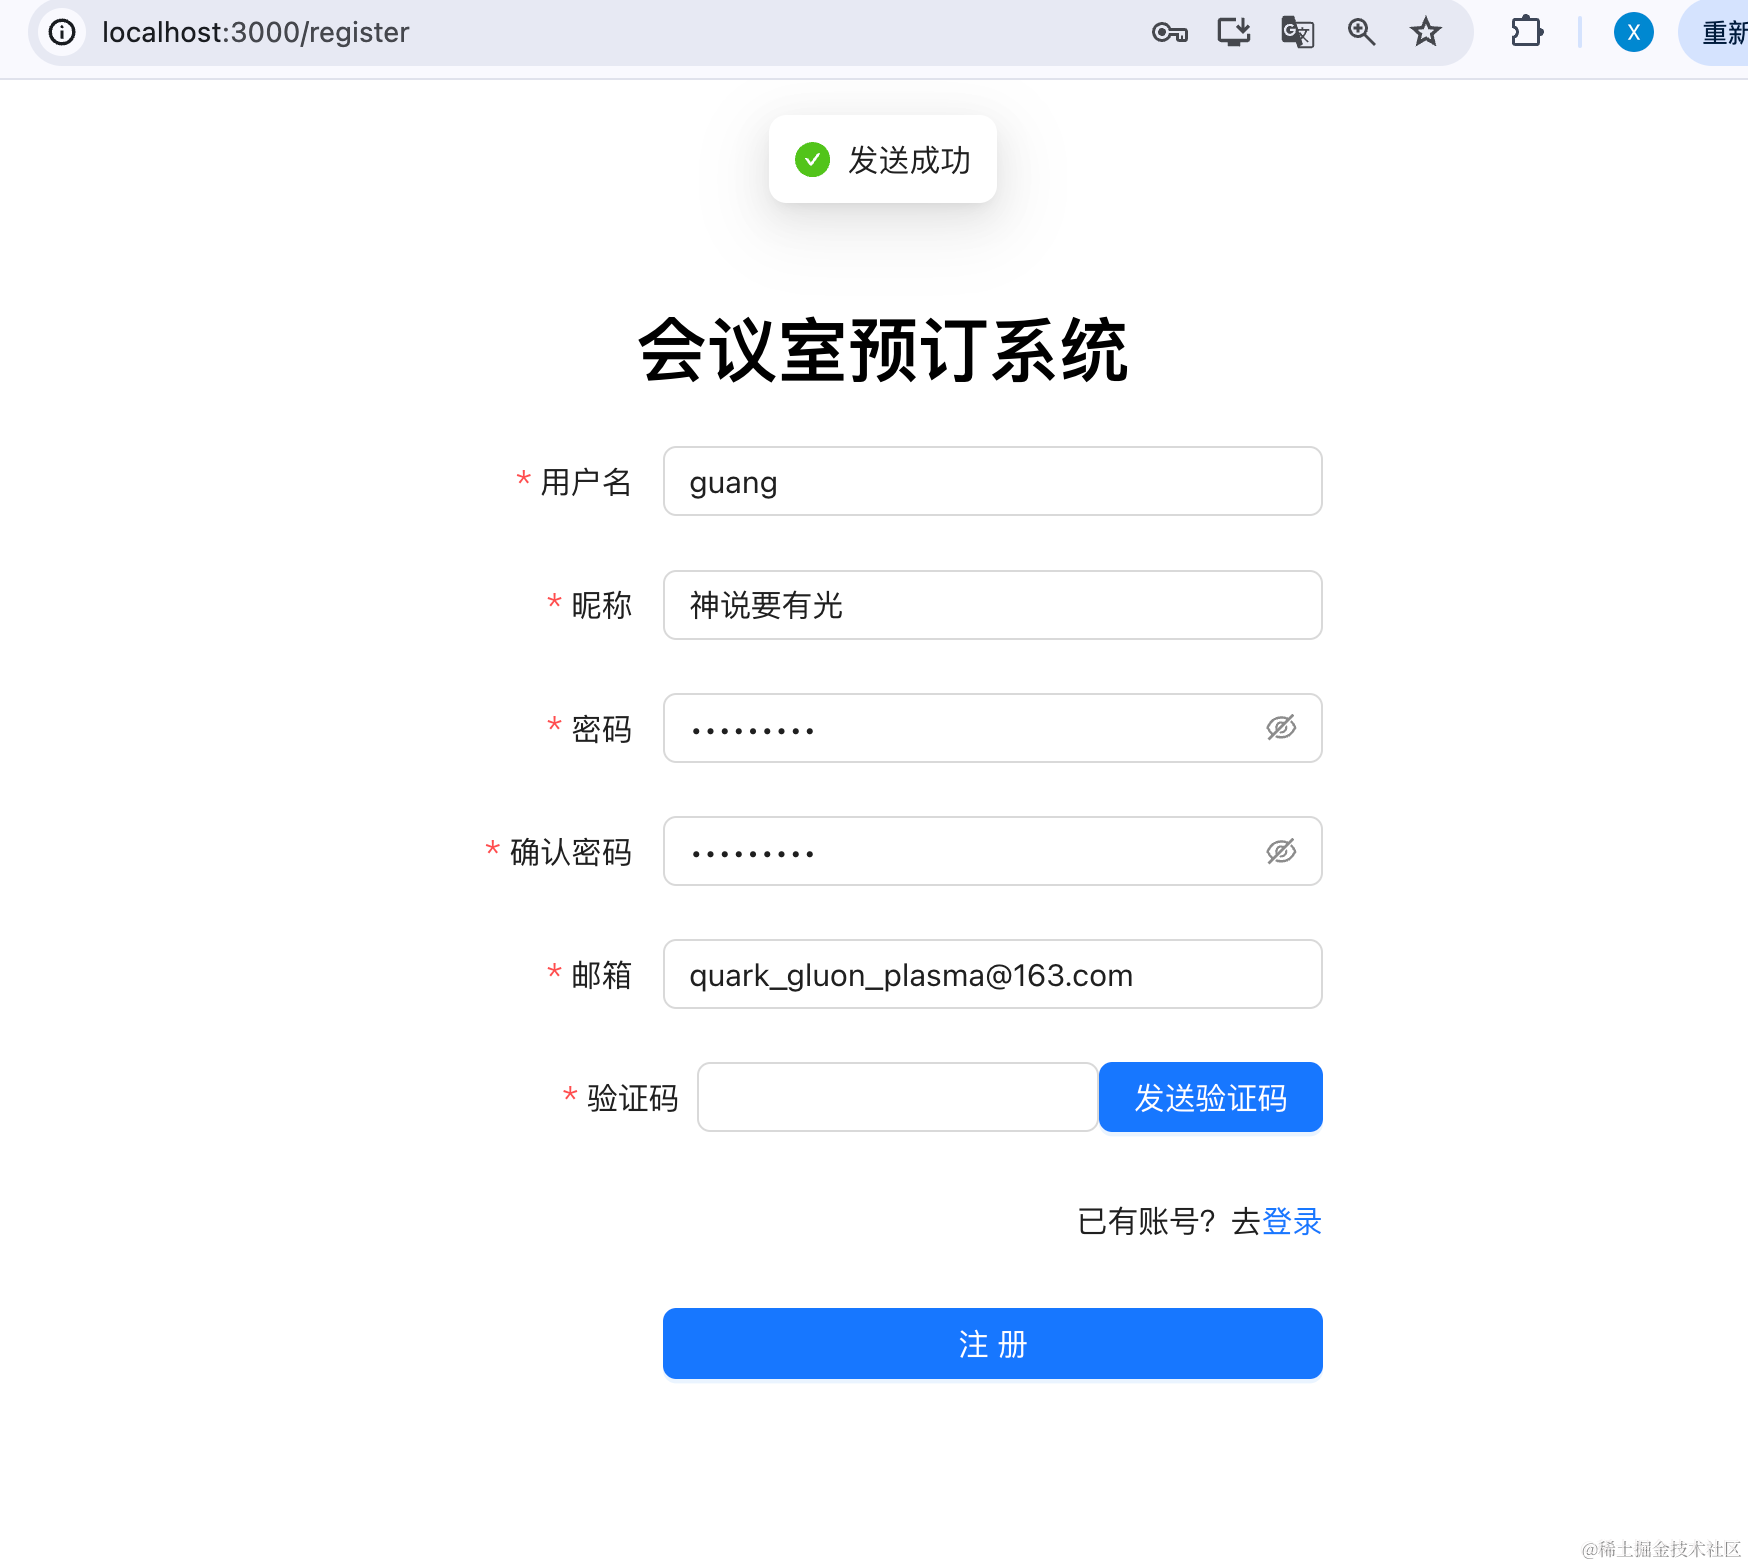 localhost:3000/register
X
重新
发送成功
会议室预订系统
* 用户名 guang
* 昵称 神说要有光
* 密码 •••••••••
* 确认密码 •••••••••
* 邮箱 quark_gluon_plasma@163.com
* 验证码 发送验证码
已有账号？去登录
注 册
@稀土掘金技术社区